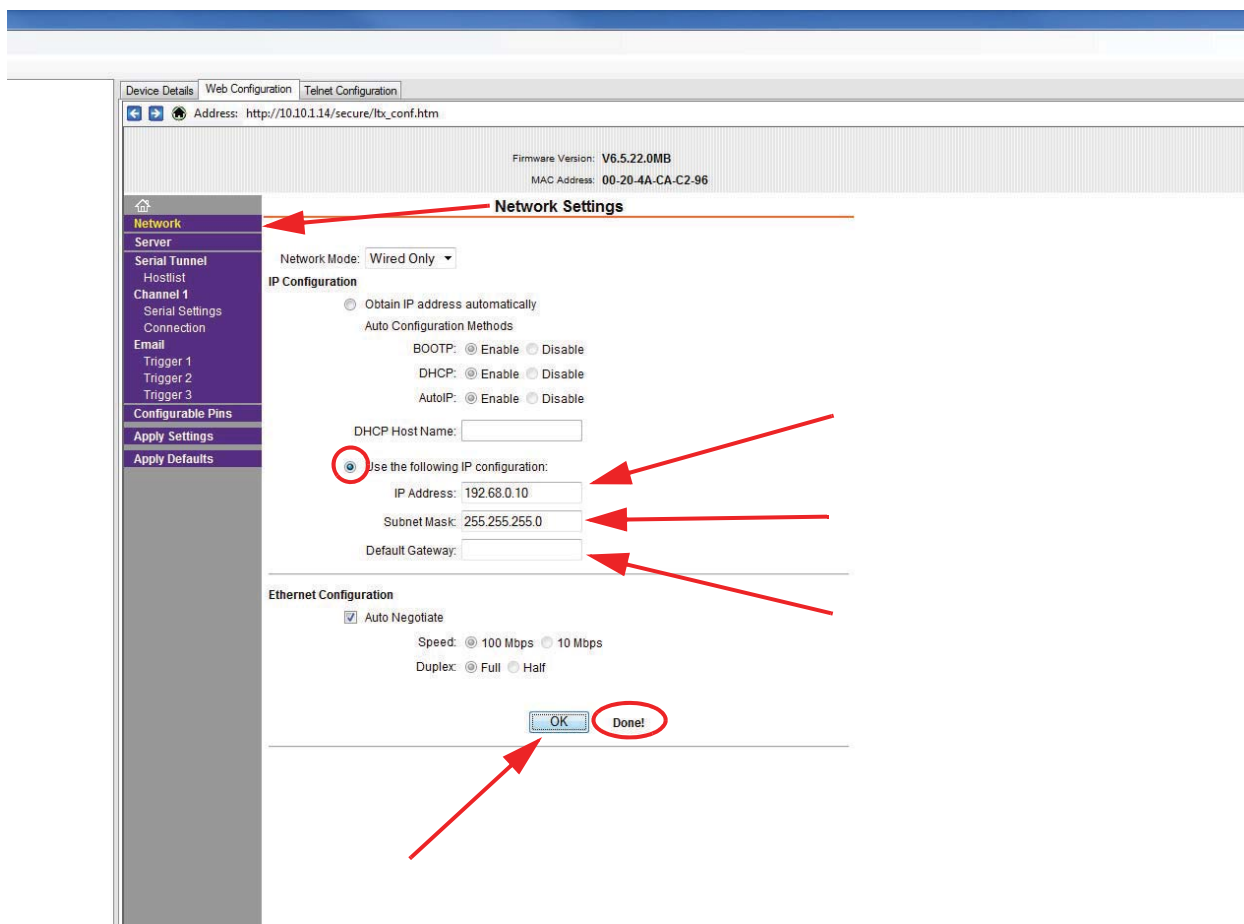 Device Details Web Configuration Telnet Configuration
Address: http://10.10.1.14/secure/ltx_conf.htm
Firmware Version: V6.5.22.0MB
MAC Address: 00-20-4A-CA-C2-96
Network
Server
Serial Tunnel
Hostlist
Channel 1
Serial Settings
Connection
Email
Trigger 1
Trigger 2
Trigger 3
Configurable Pins
Apply Settings
Apply Defaults
Network Settings
Network Mode: Wired Only
IP Configuration
Obtain IP address automatically
Auto Configuration Methods
BOOTP: Enable Disable
DHCP: Enable Disable
AutoIP: Enable Disable
DHCP Host Name:
Use the following IP configuration:
IP Address: 192.68.0.10
Subnet Mask: 255.255.255.0
Default Gateway:
Ethernet Configuration
Auto Negotiate
Speed: 100 Mbps 10 Mbps
Duplex: Full Half
OK Done!